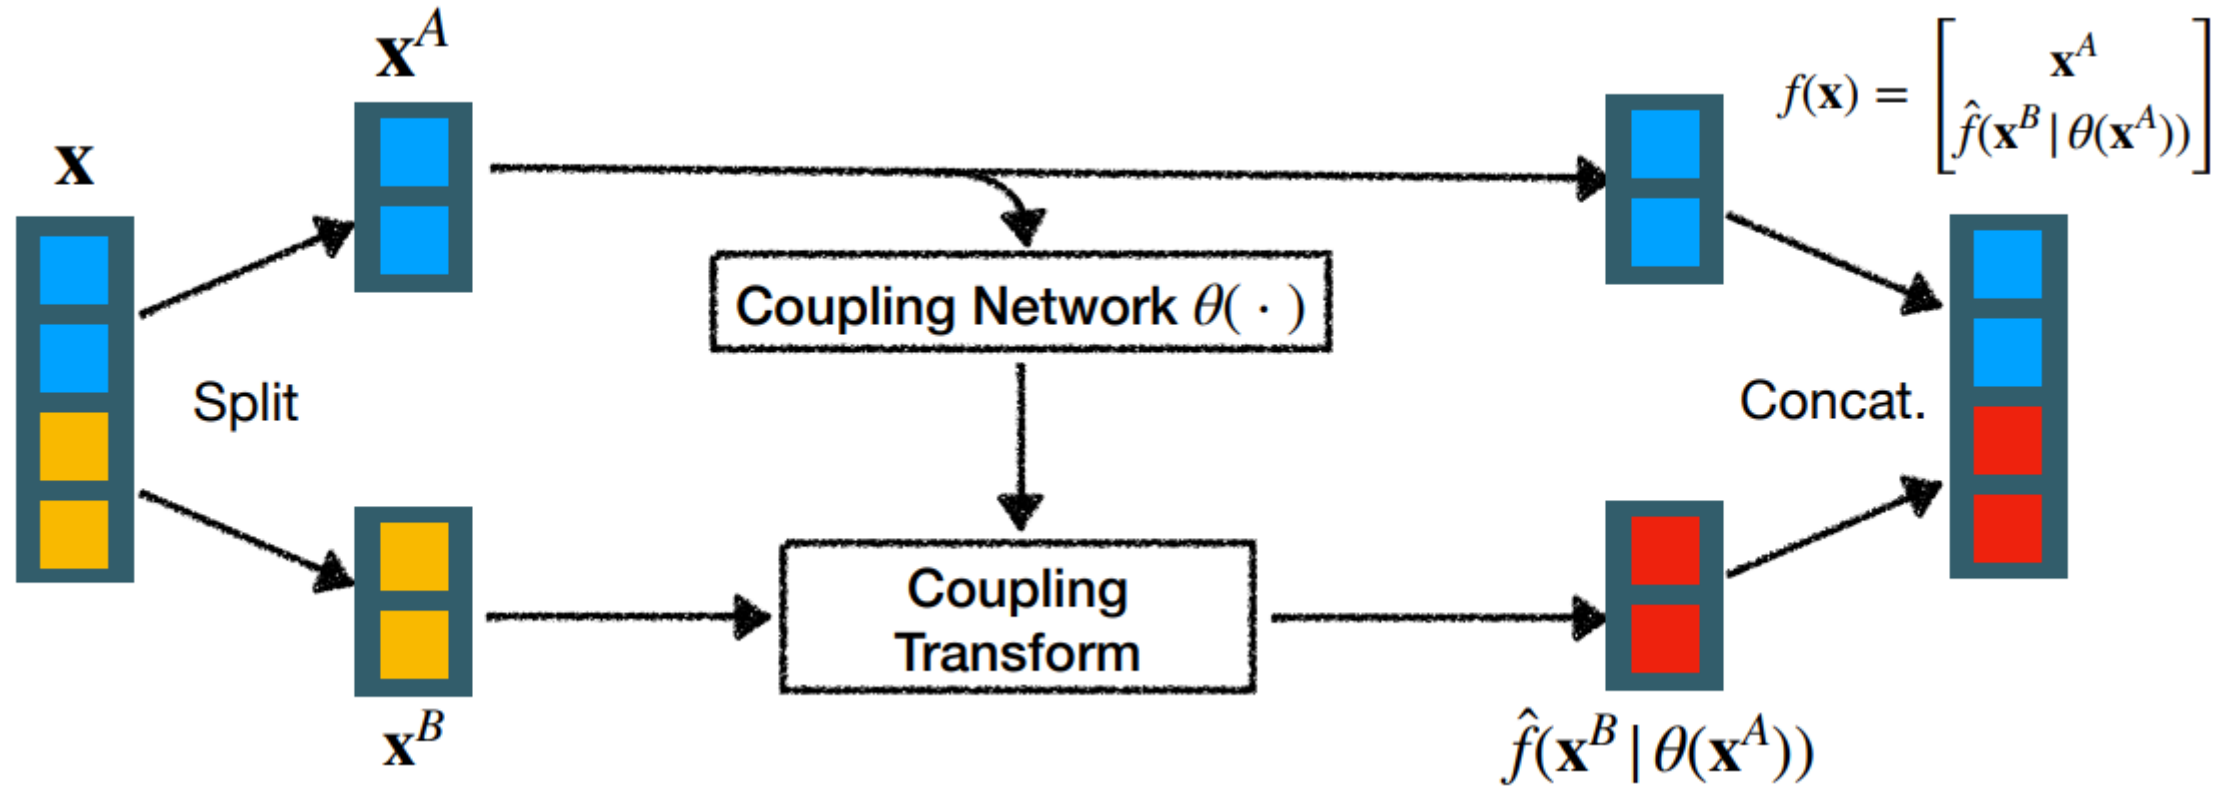 x
x^A
Split
x^B
Coupling Network θ( · )
Coupling
Transform
f̂(x^B | θ(x^A))
Concat.
f(x) = [ x^A
f̂(x^B | θ(x^A)) ]